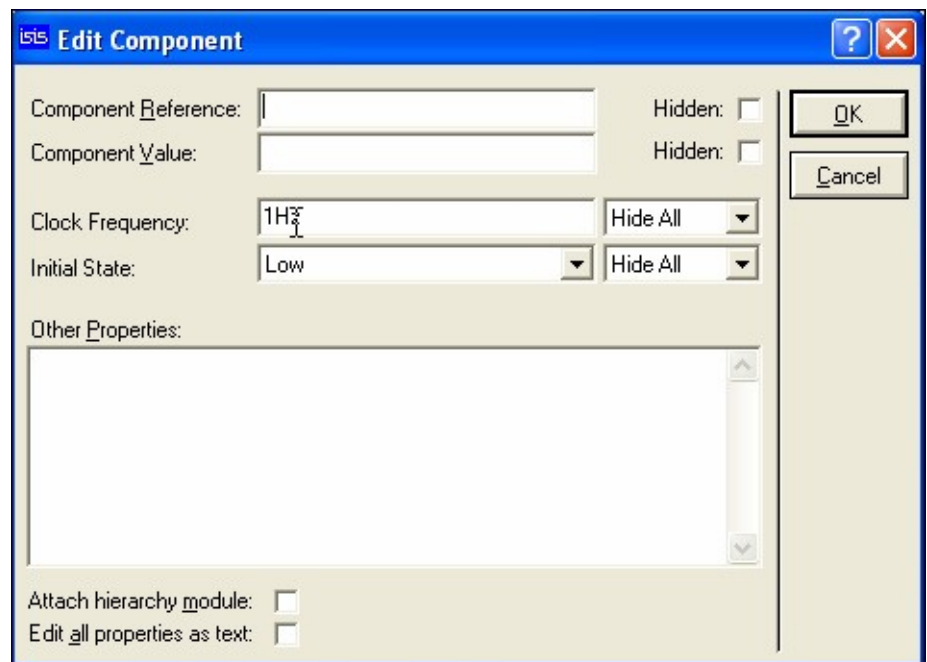 isis Edit Component
Component Reference: Hidden: OK
Component Value: Hidden:
Cancel
Clock Frequency: 1Hz Hide All
Initial State: Low Hide All
Other Properties:
Attach hierarchy module:
Edit all properties as text: